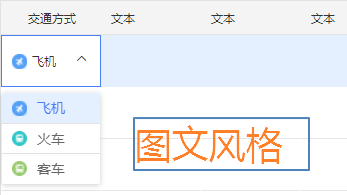 交通方式 文本 文本 文本
飞机
飞机
火车
客车
图文风格